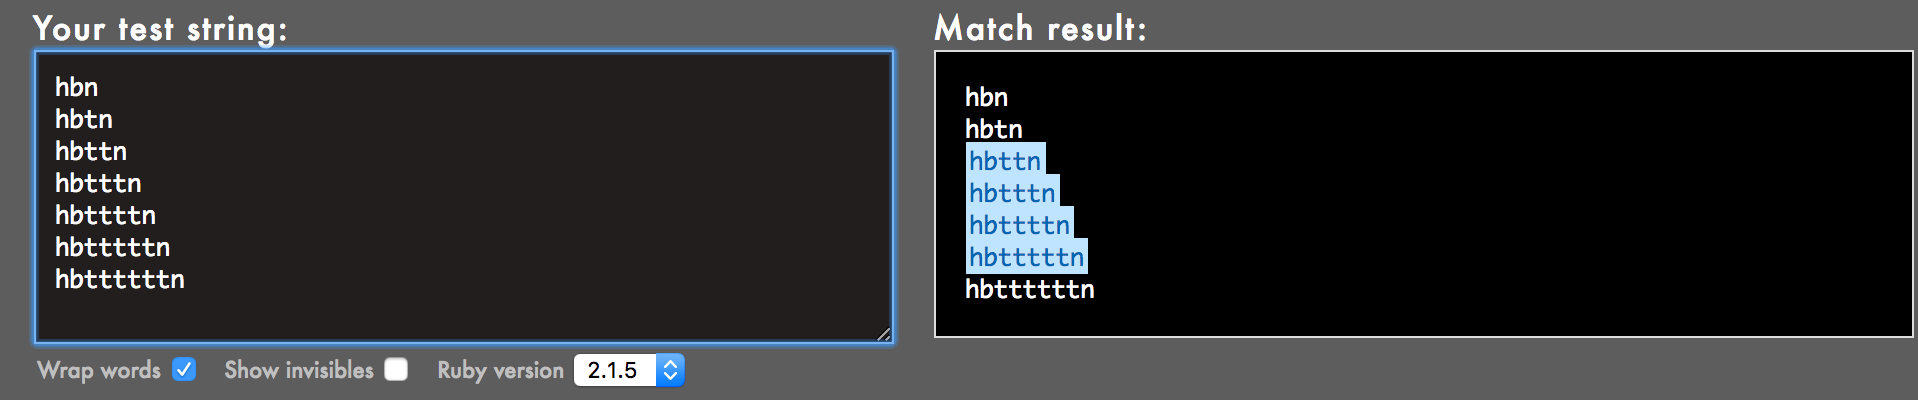 Your test string:
hbn
hbtn
hbttn
hbtttn
hbttttn
hbtttttn
hbttttttn
Wrap words Show invisibles Ruby version 2.1.5
Match result:
hbn
hbtn
hbttn
hbtttn
hbttttn
hbtttttn
hbttttttn